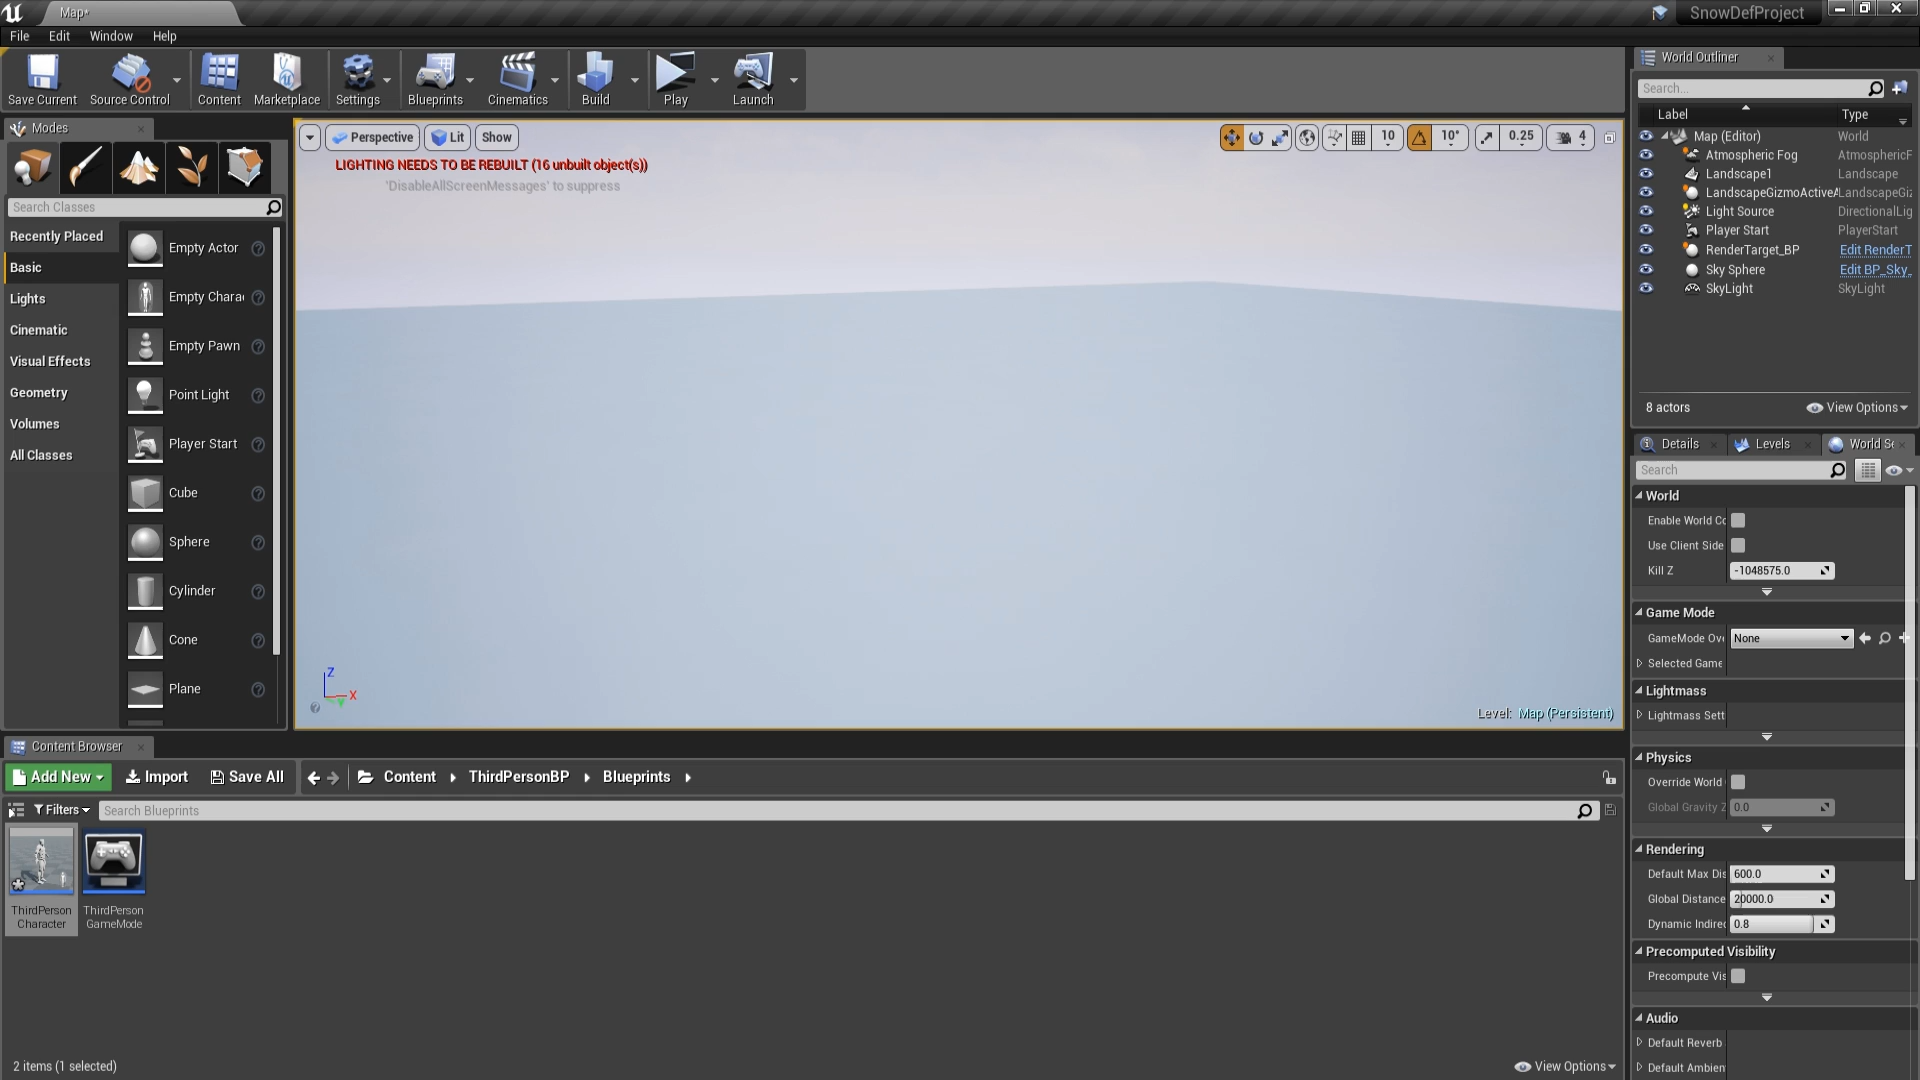 Map*
SnowDefProject
File Edit Window Help
Save Current Source Control Content Marketplace Settings Blueprints Cinematics Build Play Launch
Modes
Search Classes
Recently Placed
Basic
Lights
Cinematic
Visual Effects
Geometry
Volumes
All Classes
Empty Actor
Empty Chara
Empty Pawn
Point Light
Player Start
Cube
Sphere
Cylinder
Cone
Plane
Perspective Lit Show
10 10° 0.25 4
LIGHTING NEEDS TO BE REBUILT (16 unbuilt object(s))
'DisableAllScreenMessages' to suppress
Z
X
Level: Map (Persistent)
World Outliner
Search...
Label Type
Map (Editor) World
Atmospheric Fog AtmosphericF
Landscape1 Landscape
LandscapeGizmoActiveA LandscapeGiz
Light Source DirectionalLig
Player Start PlayerStart
RenderTarget_BP Edit RenderT
Sky Sphere Edit BP_Sky_
SkyLight SkyLight
8 actors View Options
Details Levels World Se
Search
World
Enable World Co
Use Client Side
Kill Z -1048575.0
Game Mode
GameMode Ov None
Selected Game
Lightmass
Lightmass Sett
Physics
Override World
Global Gravity Z 0.0
Rendering
Default Max Dis 600.0
Global Distance 20000.0
Dynamic Indirec 0.8
Precomputed Visibility
Precompute Vis
Audio
Default Reverb
Default Ambien
Content Browser
Add New Import Save All Content ThirdPersonBP Blueprints
Filters Search Blueprints
ThirdPerson
Character
ThirdPerson
GameMode
2 items (1 selected) View Options